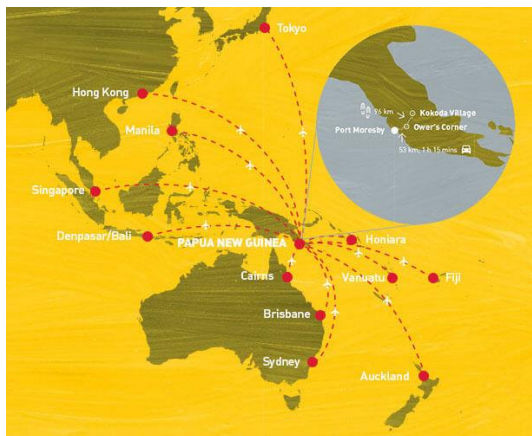 Tokyo
Hong Kong
Manila
Singapore
Denpasar/Bali
PAPUA NEW GUINEA
Honiara
Cairns
Vanuatu
Fiji
Brisbane
Sydney
Auckland
96 km
Kokoda Village
Ower's Corner
Port Moresby
53 km, 1 h 15 mins